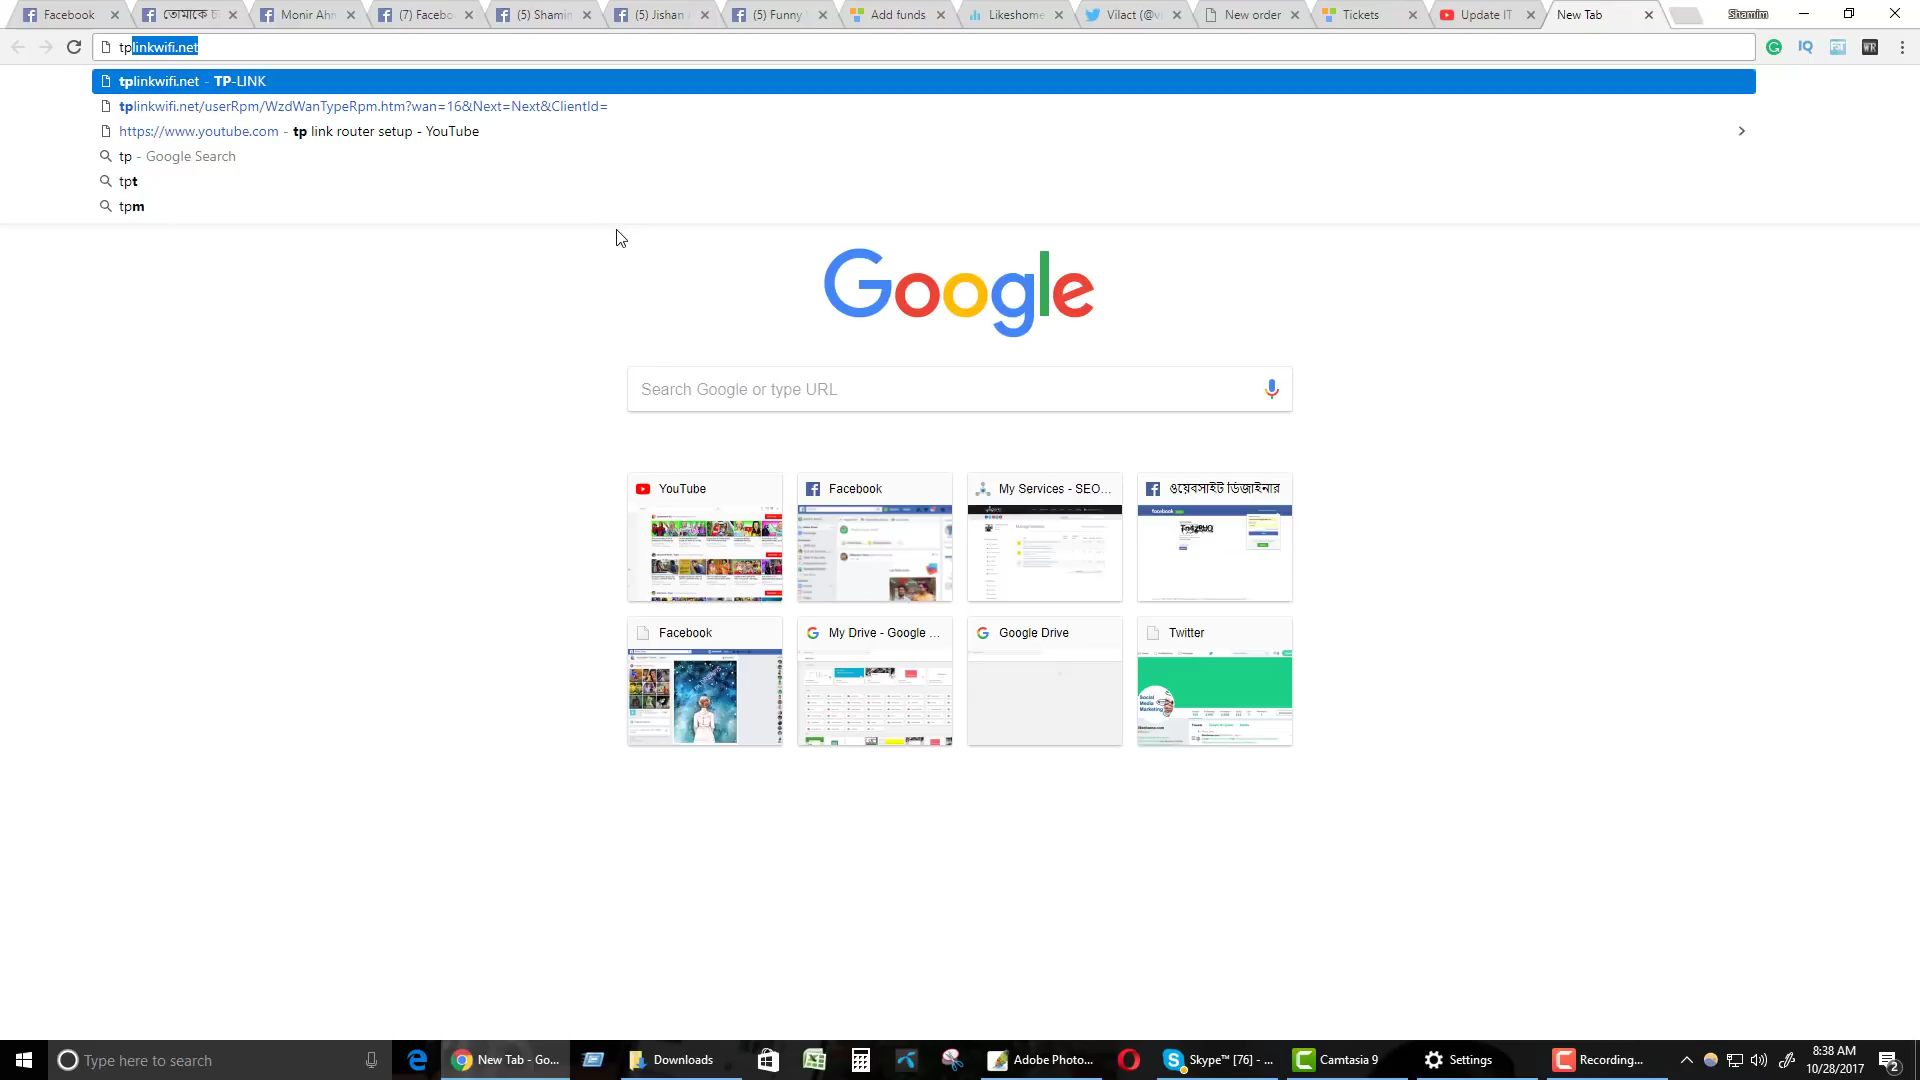 Facebook
তোমাকে চ
Monir Ahn
(7) Facebo
(5) Shamin
(5) Jishan
(5) Funny
Add funds
Likeshome
Vilact (@v
New order
Tickets
Update IT
New Tab
Shamim
tplinkwifi.net
tplinkwifi.net - TP-LINK
tplinkwifi.net/userRpm/WzdWanTypeRpm.htm?wan=16&Next=Next&ClientId=
https://www.youtube.com - tp link router setup - YouTube
tp - Google Search
tpt
tpm
Google
Search Google or type URL
YouTube
Facebook
My Services - SEO...
ওয়েবসাইট ডিজাইনার
Facebook
My Drive - Google ...
Google Drive
Twitter
Social
Media
Marketing
Type here to search
New Tab - Go...
Downloads
Adobe Photo...
Skype™ [76] - ...
Camtasia 9
Settings
Recording...
8:38 AM
10/28/2017
2